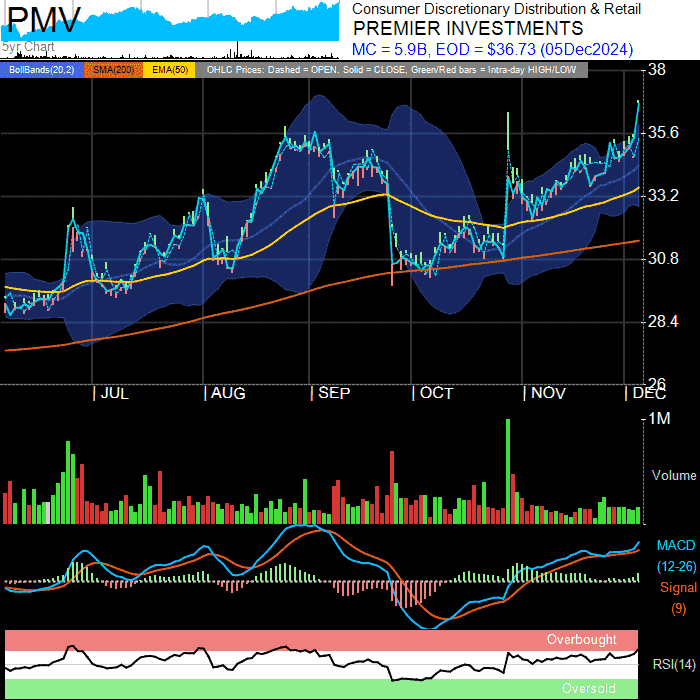 PMV
5yr Chart
Consumer Discretionary Distribution & Retail
PREMIER INVESTMENTS
MC = 5.9B, EOD = $36.73 (05Dec2024)
BollBands(20,2) SMA(200) EMA(50) OHLC Prices: Dashed = OPEN, Solid = CLOSE, Green/Red bars = Intra-day HIGH/LOW
38
35.6
33.2
30.8
28.4
26
| JUL | AUG | SEP | OCT | NOV | DEC
1M
Volume
MACD
(12-26)
Signal
(9)
Overbought
RSI(14)
Oversold